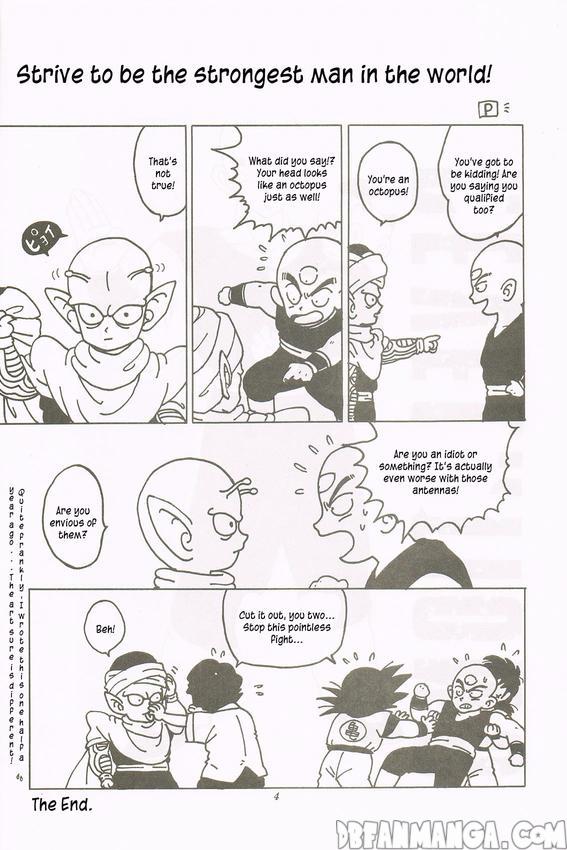 Strive to be the strongest man in the world!
P
You've got
to be
kidding! Are
you saying you
qualified
too?
You're an
octopus!
What did you say!?
Your head looks
like an octopus
just as well!
That's
not
true!
ピョイ
Are you an idiot or
something? It's actually
even worse with those
antennas!
Are you
envious of
them?
Quite frankly, I wrote this one half a
year ago... The art sure is different!
Cut it out, you two...
Stop this pointless
fight...
Beh!
The End.
4
DBFANMANGA.COM